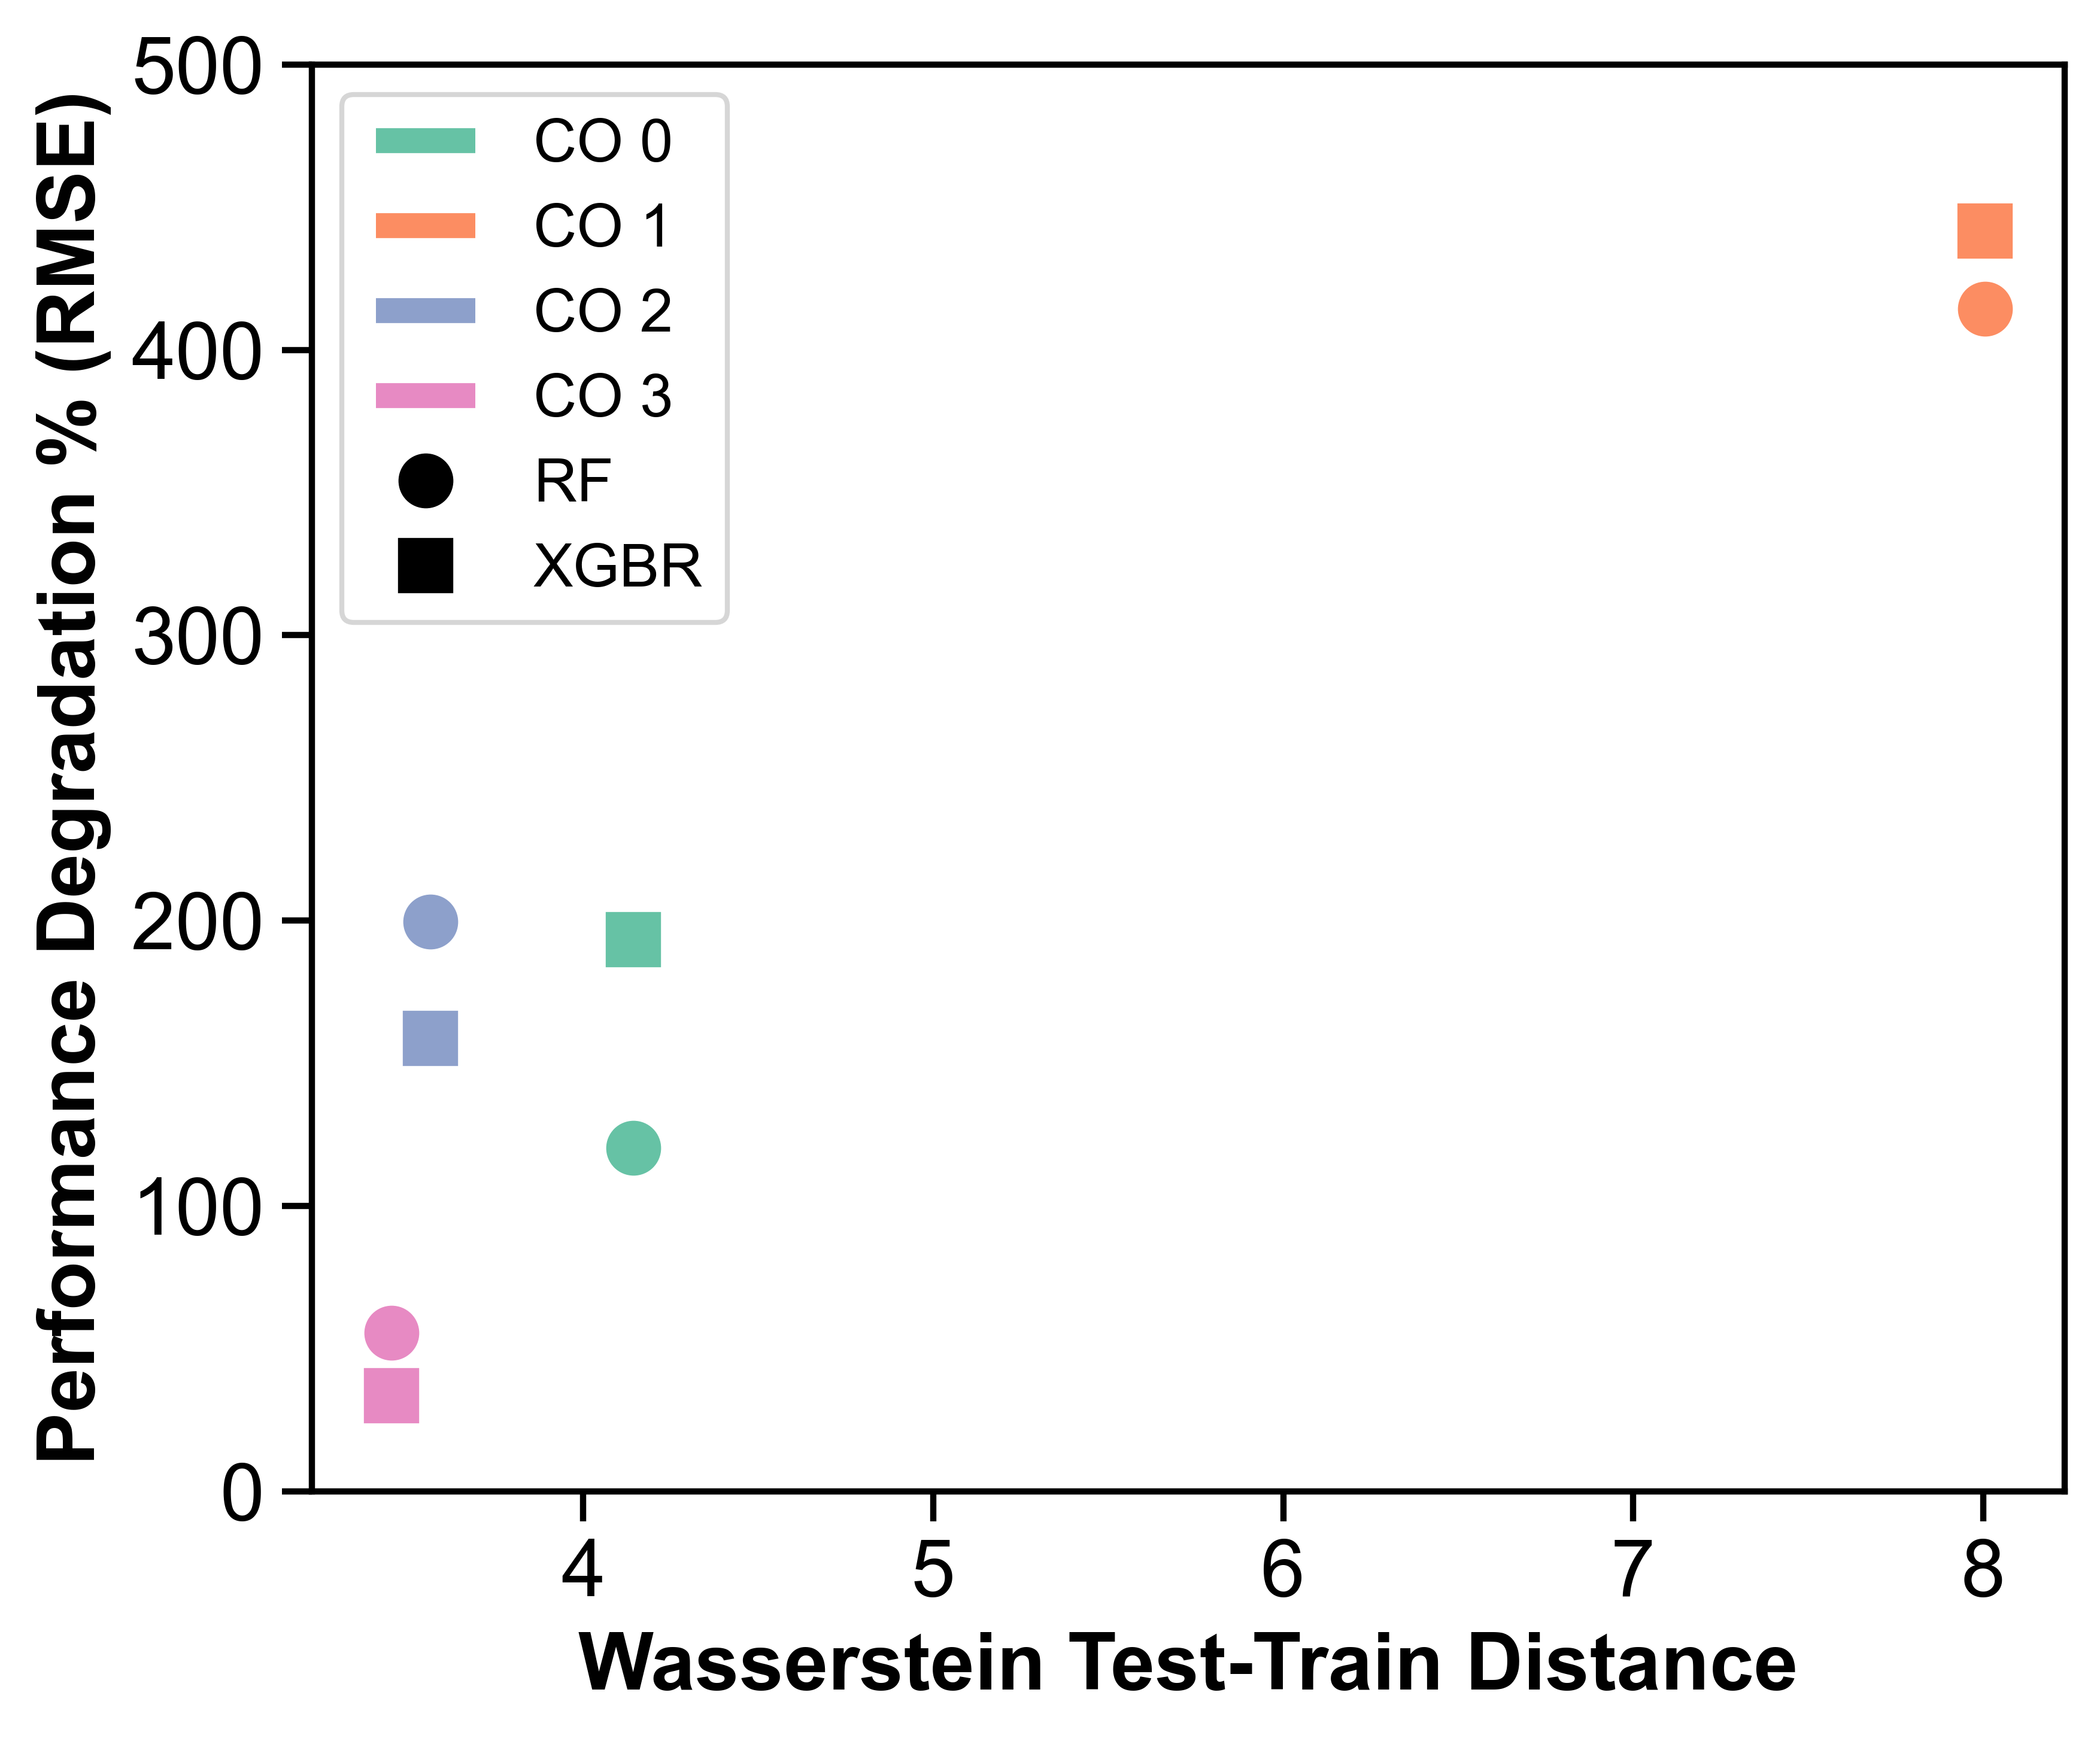 Performance Degradation % (RMSE)
500
400
300
200
100
0
CO 0
CO 1
CO 2
CO 3
RF
XGBR
4 5 6 7 8
Wasserstein Test-Train Distance